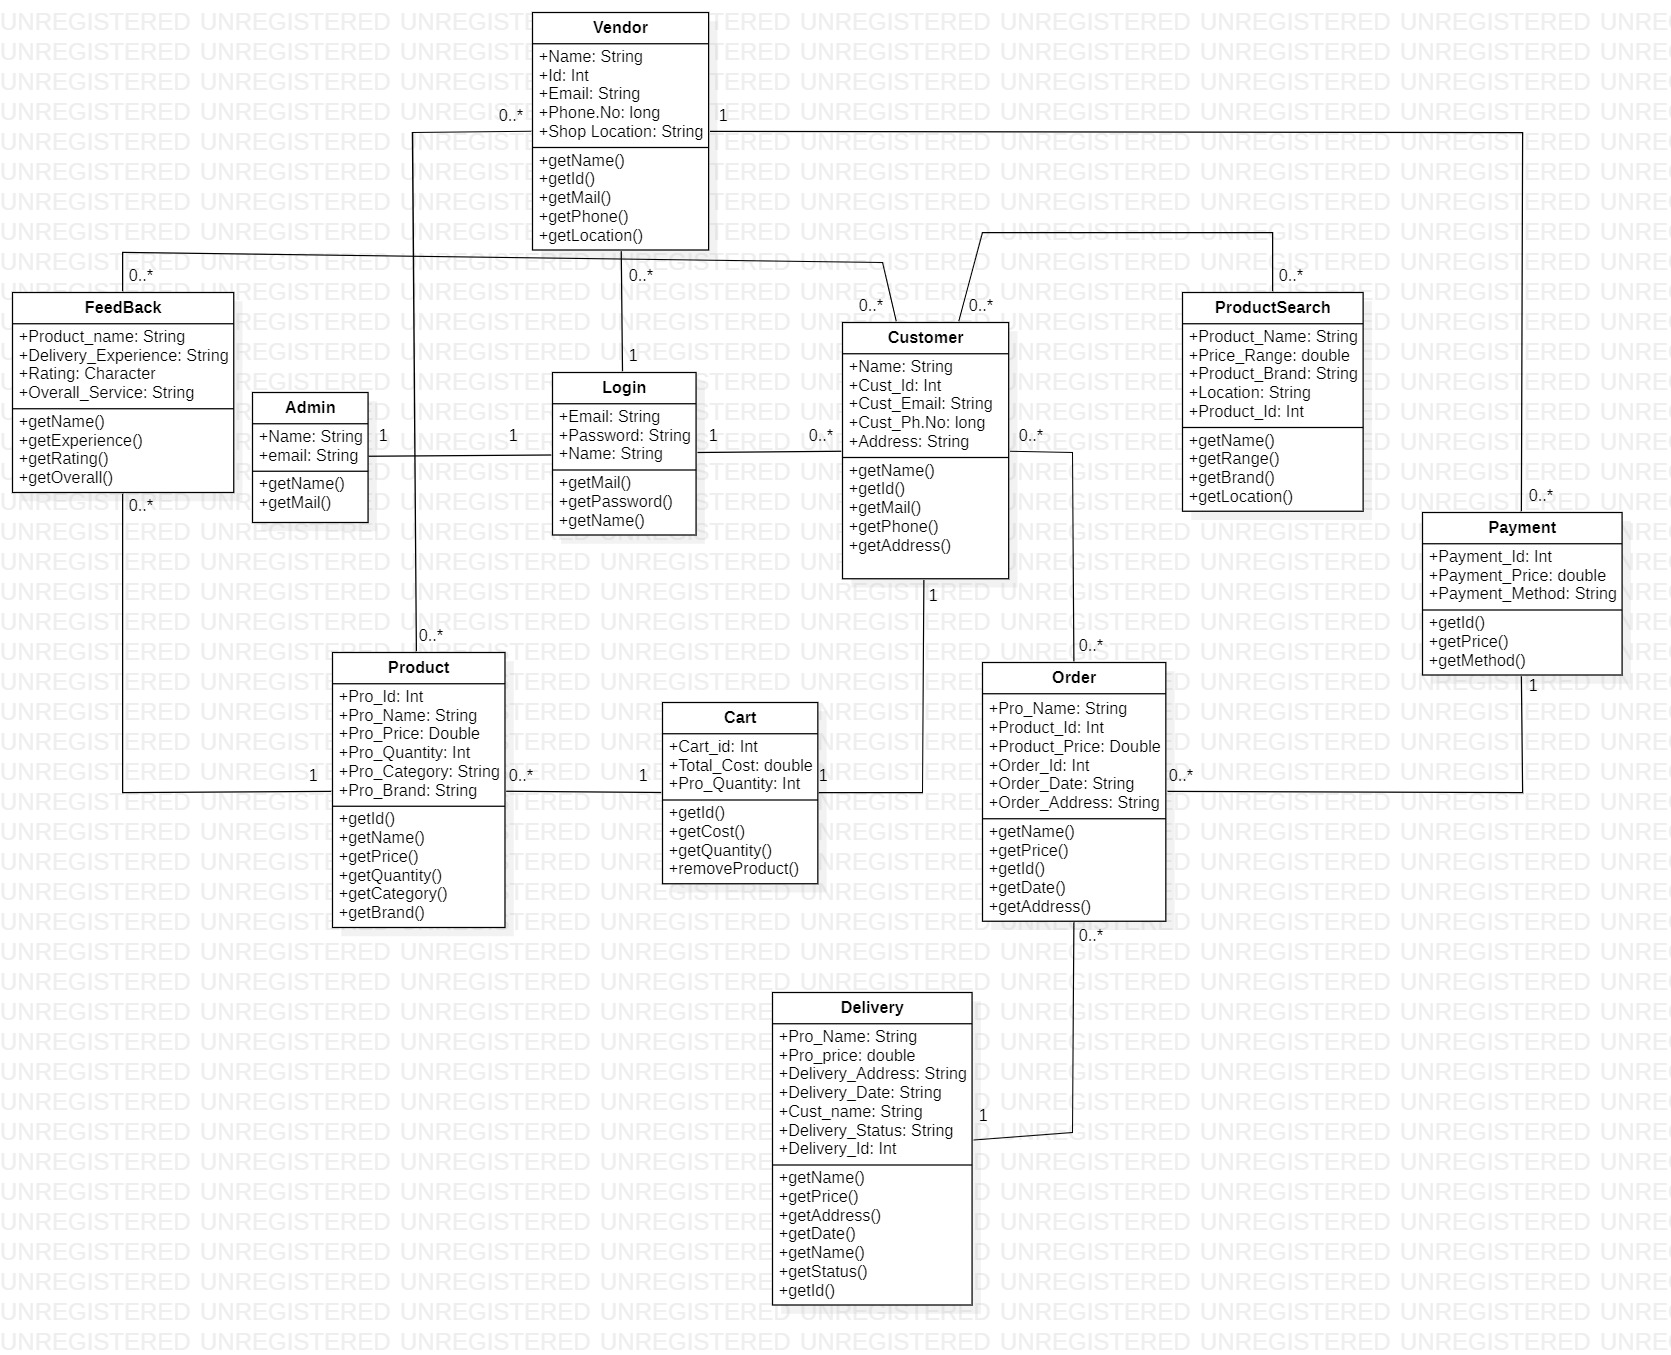 Vendor
+Name: String
+Id: Int
+Email: String
+Phone.No: long
+Shop Location: String
+getName()
+getId()
+getMail()
+getPhone()
+getLocation()
0..*
1
0..*
1
FeedBack
+Product_name: String
+Delivery_Experience: String
+Rating: Character
+Overall_Service: String
+getName()
+getExperience()
+getRating()
+getOverall()
0..*
0..*
Admin
+Name: String
+email: String
+getName()
+getMail()
1
1
Login
+Email: String
+Password: String
+Name: String
+getMail()
+getPassword()
+getName()
1
0..*
Customer
+Name: String
+Cust_Id: Int
+Cust_Email: String
+Cust_Ph.No: long
+Address: String
+getName()
+getId()
+getMail()
+getPhone()
+getAddress()
0..*
0..*
0..*
1
ProductSearch
+Product_Name: String
+Price_Range: double
+Product_Brand: String
+Location: String
+Product_Id: Int
+getName()
+getRange()
+getBrand()
+getLocation()
0..*
0..*
Payment
+Payment_Id: Int
+Payment_Price: double
+Payment_Method: String
+getId()
+getPrice()
+getMethod()
1
0..*
Product
+Pro_Id: Int
+Pro_Name: String
+Pro_Price: Double
+Pro_Quantity: Int
+Pro_Category: String
+Pro_Brand: String
+getId()
+getName()
+getPrice()
+getQuantity()
+getCategory()
+getBrand()
1
0..*
1
Cart
+Cart_id: Int
+Total_Cost: double
+Pro_Quantity: Int
+getId()
+getCost()
+getQuantity()
+removeProduct()
1
0..*
Order
+Pro_Name: String
+Product_Id: Int
+Product_Price: Double
+Order_Id: Int
+Order_Date: String
+Order_Address: String
+getName()
+getPrice()
+getId()
+getDate()
+getAddress()
0..*
0..*
Delivery
+Pro_Name: String
+Pro_price: double
+Delivery_Address: String
+Delivery_Date: String
+Cust_name: String
+Delivery_Status: String
+Delivery_Id: Int
+getName()
+getPrice()
+getAddress()
+getDate()
+getName()
+getStatus()
+getId()
1
UNREGISTERED